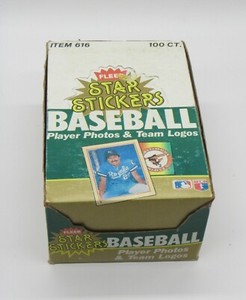 ITEM 616 100 CT.
FLEER
STAR
STICKERS
BASEBALL
Player Photos & Team Logos
FLEER
STAR
STICKERS
BASEBALL
Player Photos
& Team Logos